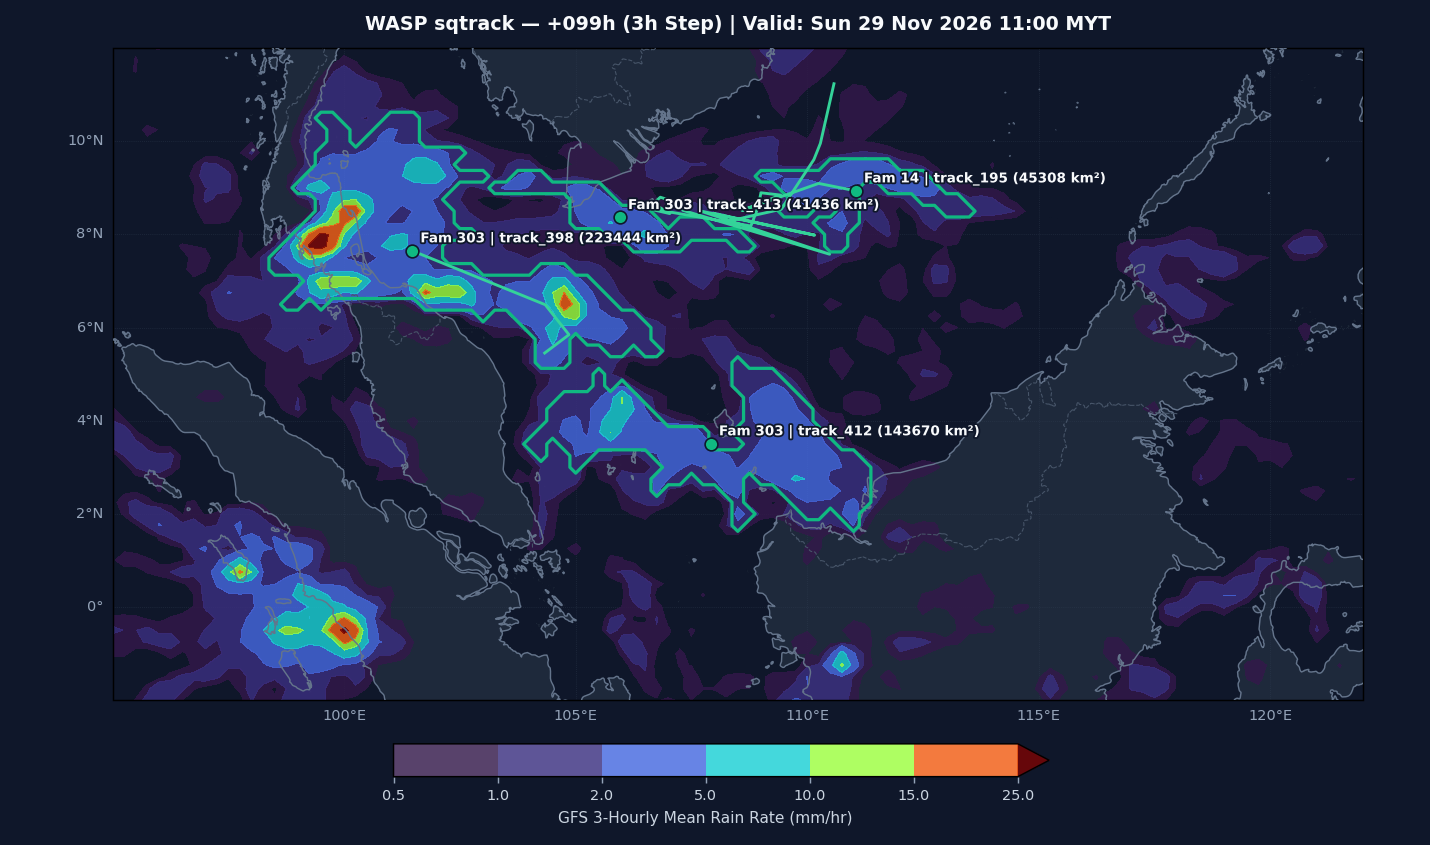 WASP sqtrack — +099h (3h Step) | Valid: Sun 29 Nov 2026 11:00 MYT
10°N
8°N
6°N
4°N
2°N
0°
Fam 14 | track_195 (45308 km²)
Fam 303 | track_413 (41436 km²)
Fam 303 | track_398 (223444 km²)
Fam 303 | track_412 (143670 km²)
100°E 105°E 110°E 115°E 120°E
0.5 1.0 2.0 5.0 10.0 15.0 25.0
GFS 3-Hourly Mean Rain Rate (mm/hr)